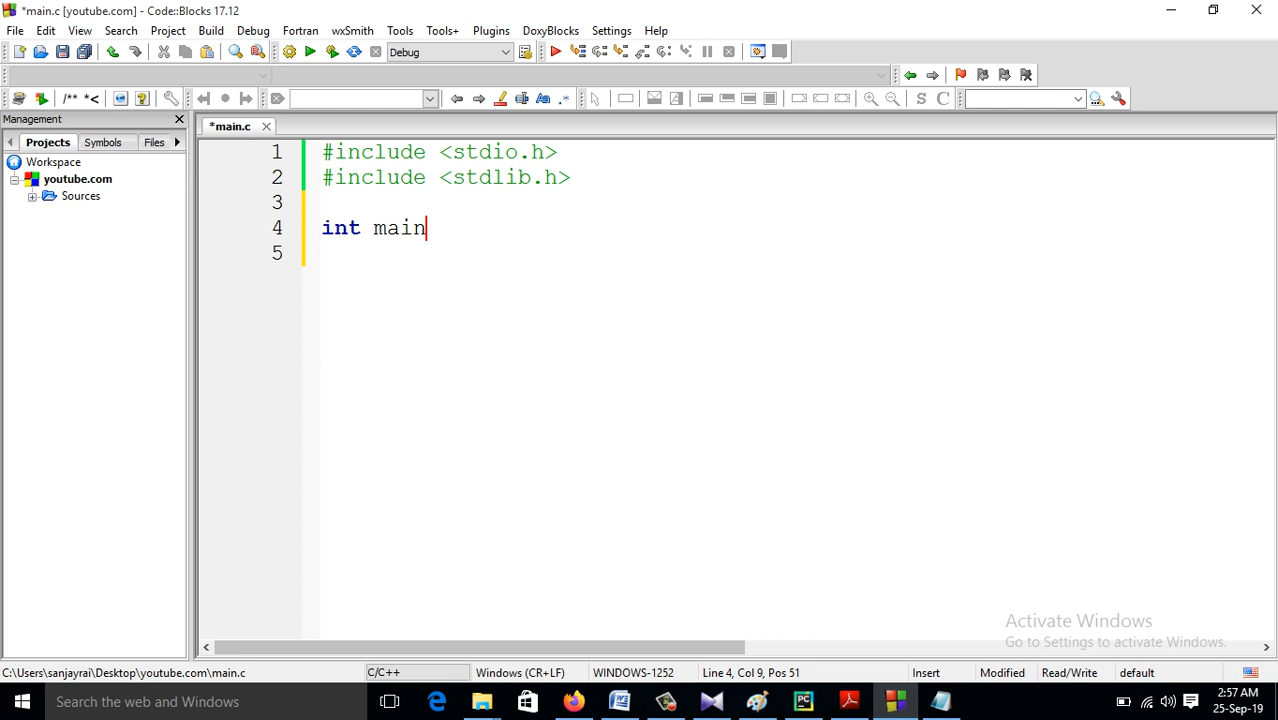 *main.c [youtube.com] - Code::Blocks 17.12
File Edit View Search Project Build Debug Fortran wxSmith Tools Tools+ Plugins DoxyBlocks Settings Help
Debug
/** *<
S C
Management
*main.c
Projects Symbols Files
Workspace
youtube.com
Sources
1 #include <stdio.h>
2 #include <stdlib.h>
3
4 int main
5
Activate Windows
Go to Settings to activate Windows.
C:\Users\sanjayrai\Desktop\youtube.com\main.c C/C++ Windows (CR+LF) WINDOWS-1252 Line 4, Col 9, Pos 51 Insert Modified Read/Write default
Search the web and Windows
2:57 AM
25-Sep-19